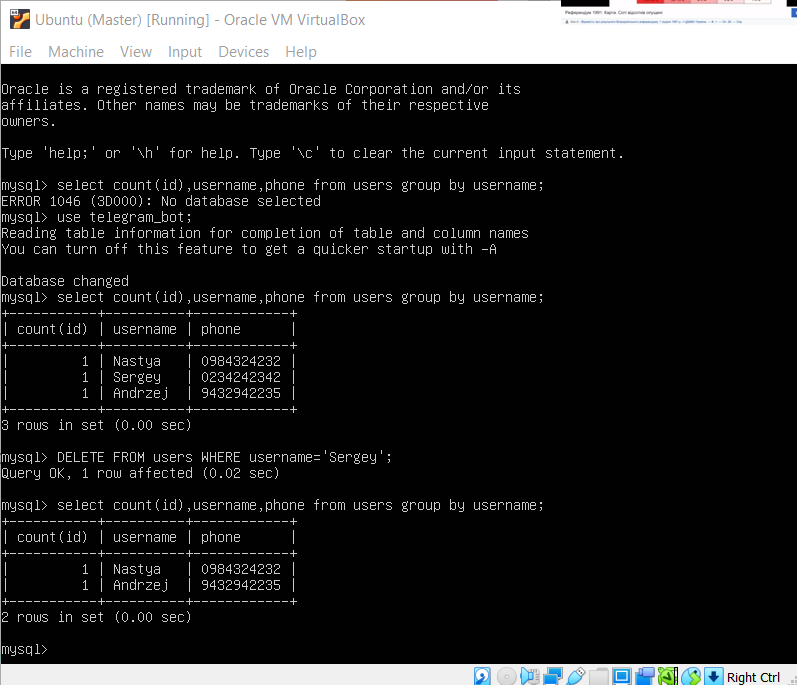 Ubuntu (Master) [Running] - Oracle VM VirtualBox
File Machine View Input Devices Help
Oracle is a registered trademark of Oracle Corporation and/or its
affiliates. Other names may be trademarks of their respective
owners.
Type 'help;' or '\h' for help. Type '\c' to clear the current input statement.
mysql> select count(id),username,phone from users group by username;
ERROR 1046 (3D000): No database selected
mysql> use telegram_bot;
Reading table information for completion of table and column names
You can turn off this feature to get a quicker startup with -A
Database changed
mysql> select count(id),username,phone from users group by username;
+-----------+----------+------------+
| count(id) | username | phone      |
+-----------+----------+------------+
|         1 | Nastya   | 0984324232 |
|         1 | Sergey   | 0234242342 |
|         1 | Andrzej  | 9432942235 |
+-----------+----------+------------+
3 rows in set (0.00 sec)
mysql> DELETE FROM users WHERE username='Sergey';
Query OK, 1 row affected (0.02 sec)
mysql> select count(id),username,phone from users group by username;
+-----------+----------+------------+
| count(id) | username | phone      |
+-----------+----------+------------+
|         1 | Nastya   | 0984324232 |
|         1 | Andrzej  | 9432942235 |
+-----------+----------+------------+
2 rows in set (0.00 sec)
mysql>
Right Ctrl